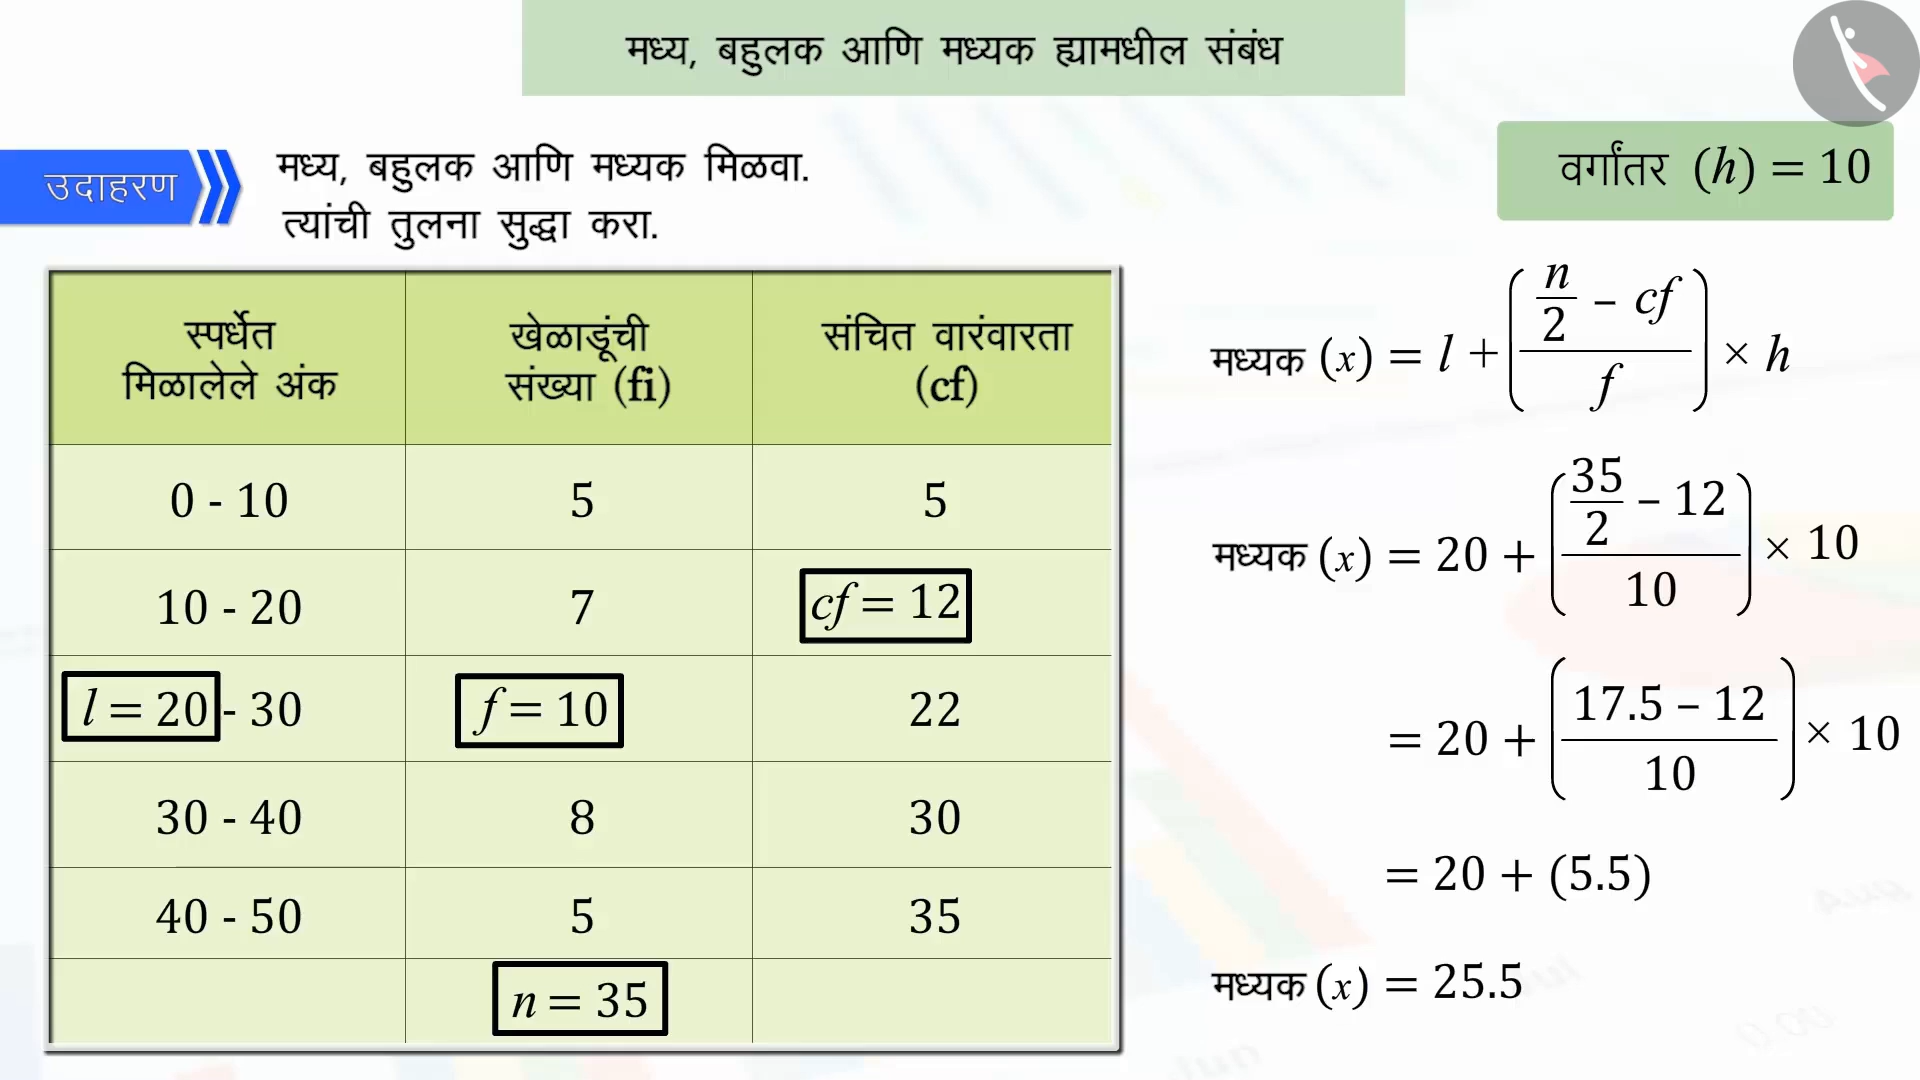 मध्य, बहुलक आणि मध्यक ह्यामधील संबंध
उदाहरण
मध्य, बहुलक आणि मध्यक मिळवा.
त्यांची तुलना सुद्धा करा.
वर्गांतर (h) = 10
स्पर्धेत मिळालेले अंक | खेळाडूंची संख्या (fi) | संचित वारंवारता (cf)
0 - 10 | 5 | 5
10 - 20 | 7 | cf = 12
l = 20 - 30 | f = 10 | 22
30 - 40 | 8 | 30
40 - 50 | 5 | 35
n = 35
मध्यक (x) = l + ((n/2 − cf)/f) × h
मध्यक (x) = 20 + ((35/2 − 12)/10) × 10
= 20 + ((17.5 − 12)/10) × 10
= 20 + (5.5)
मध्यक (x) = 25.5